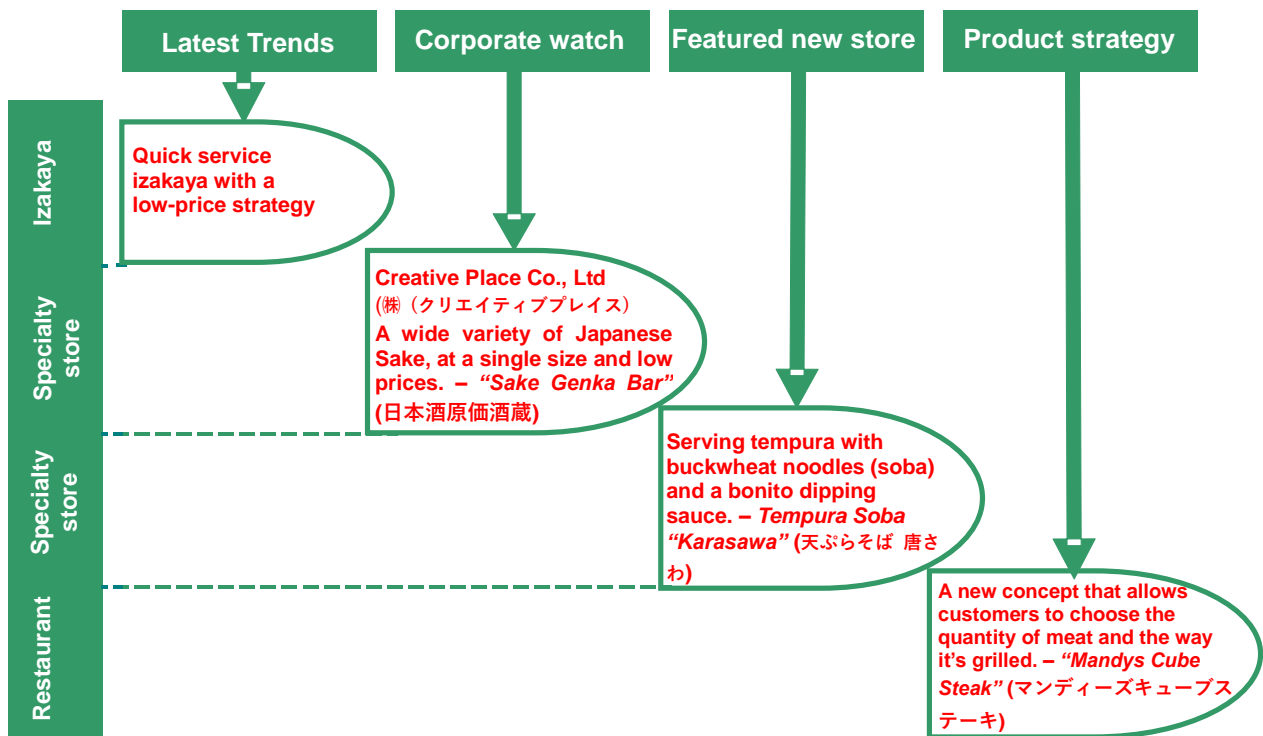 Latest Trends
Corporate watch
Featured new store
Product strategy
Izakaya
Quick service
izakaya with a
low-price strategy
Specialty
store
Creative Place Co., Ltd
(㈱（クリエイティブプレイス）
A wide variety of Japanese
Sake, at a single size and low
prices. – “Sake Genka Bar”
(日本酒原価酒蔵)
Specialty
store
Serving tempura with
buckwheat noodles (soba)
and a bonito dipping
sauce. – Tempura Soba
“Karasawa” (天ぷらそば 唐さ
わ)
Restaurant
A new concept that allows
customers to choose the
quantity of meat and the way
it’s grilled. – “Mandys Cube
Steak” (マンディーズキューブス
テーキ)